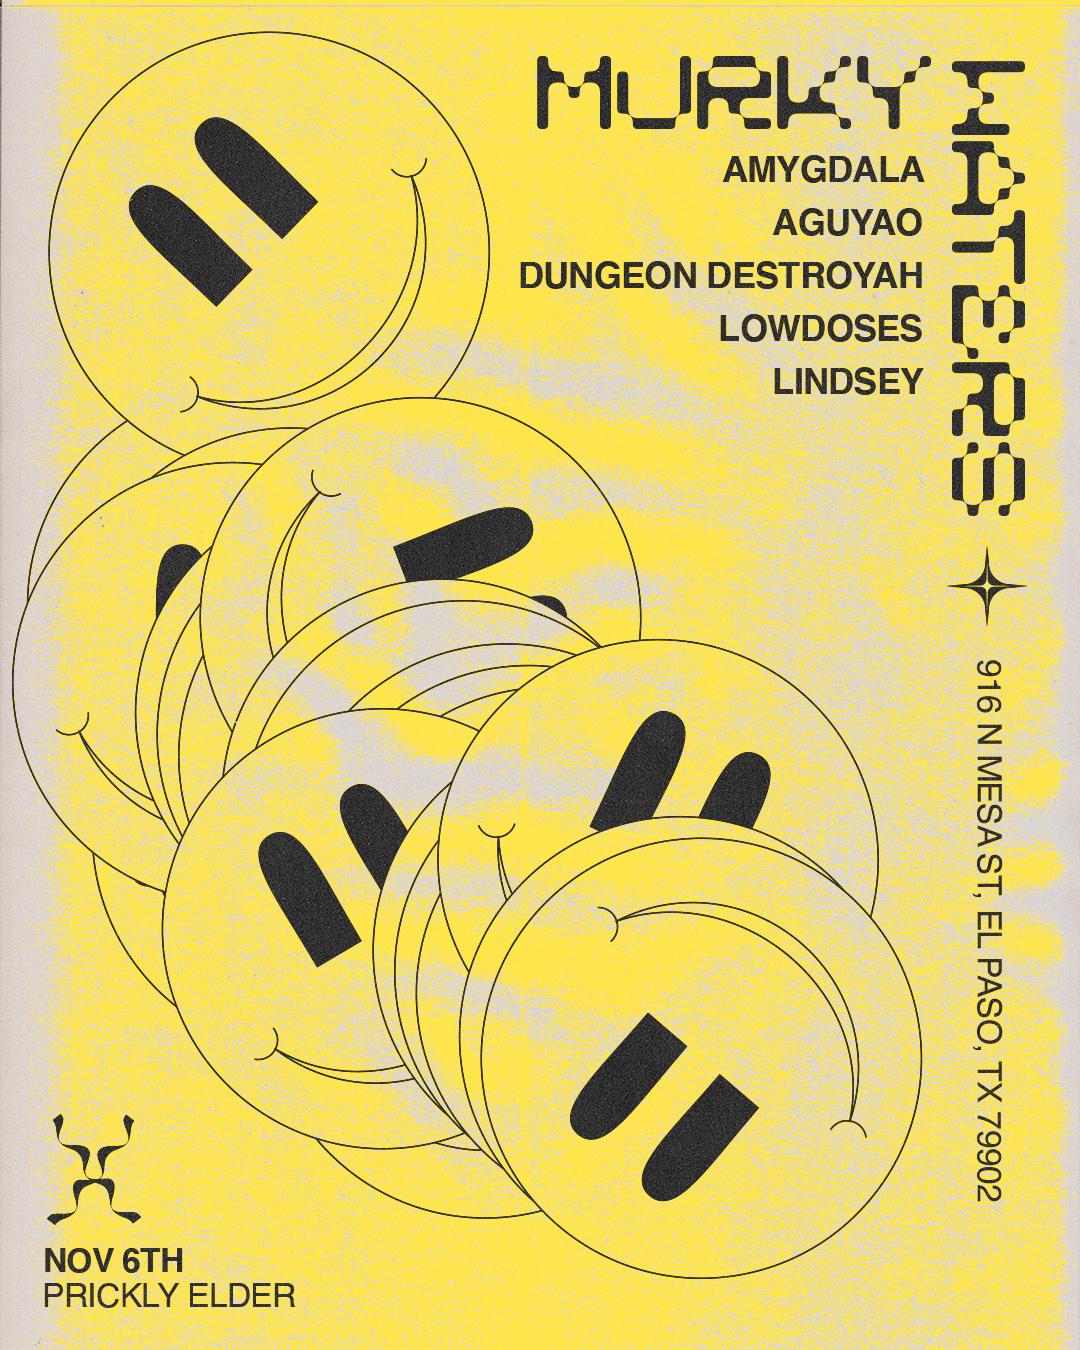 MURKY
WATERS
AMYGDALA
AGUYAO
DUNGEON DESTROYAH
LOWDOSES
LINDSEY
916 N MESA ST, EL PASO, TX 79902
NOV 6TH
PRICKLY ELDER